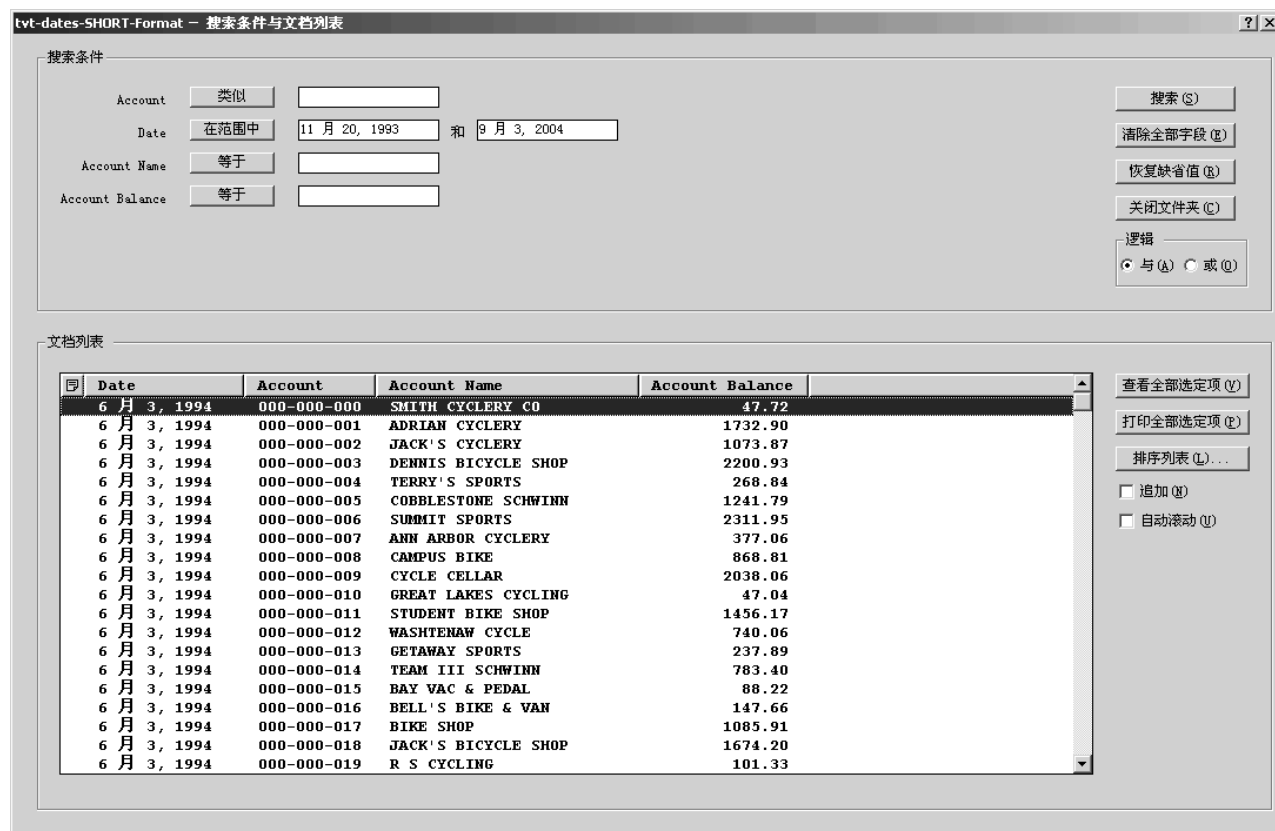 tvt-dates-SHORT-Format － 搜索条件与文档列表
搜索条件
Account 类似
Date 在范围中 11 月 20, 1993 和 9 月 3, 2004
Account Name 等于
Account Balance 等于
搜索(S)
清除全部字段(E)
恢复缺省值(R)
关闭文件夹(C)
逻辑
与(A) 或(O)
文档列表
Date Account Account Name Account Balance
6 月 3, 1994 000-000-000 SMITH CYCLERY CO 47.72
6 月 3, 1994 000-000-001 ADRIAN CYCLERY 1732.90
6 月 3, 1994 000-000-002 JACK'S CYCLERY 1073.87
6 月 3, 1994 000-000-003 DENNIS BICYCLE SHOP 2200.93
6 月 3, 1994 000-000-004 TERRY'S SPORTS 268.84
6 月 3, 1994 000-000-005 COBBLESTONE SCHWINN 1241.79
6 月 3, 1994 000-000-006 SUMMIT SPORTS 2311.95
6 月 3, 1994 000-000-007 ANN ARBOR CYCLERY 377.06
6 月 3, 1994 000-000-008 CAMPUS BIKE 868.81
6 月 3, 1994 000-000-009 CYCLE CELLAR 2038.06
6 月 3, 1994 000-000-010 GREAT LAKES CYCLING 47.04
6 月 3, 1994 000-000-011 STUDENT BIKE SHOP 1456.17
6 月 3, 1994 000-000-012 WASHTENAW CYCLE 740.06
6 月 3, 1994 000-000-013 GETAWAY SPORTS 237.89
6 月 3, 1994 000-000-014 TEAM III SCHWINN 783.40
6 月 3, 1994 000-000-015 BAY VAC & PEDAL 88.22
6 月 3, 1994 000-000-016 BELL'S BIKE & VAN 147.66
6 月 3, 1994 000-000-017 BIKE SHOP 1085.91
6 月 3, 1994 000-000-018 JACK'S BICYCLE SHOP 1674.20
6 月 3, 1994 000-000-019 R S CYCLING 101.33
查看全部选定项(V)
打印全部选定项(P)
排序列表(L)...
追加(N)
自动滚动(U)